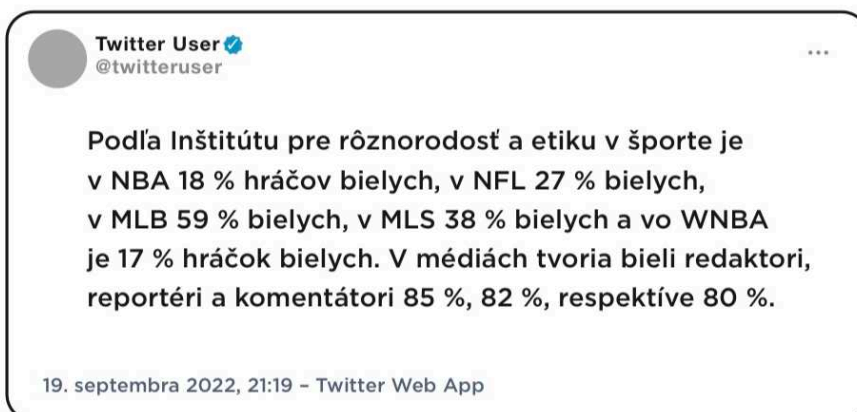 Twitter User
@twitteruser
...
Podľa Inštitútu pre rôznorodosť a etiku v športe je
v NBA 18 % hráčov bielych, v NFL 27 % bielych,
v MLB 59 % bielych, v MLS 38 % bielych a vo WNBA
je 17 % hráčok bielych. V médiách tvoria bieli redaktori,
reportéri a komentátori 85 %, 82 %, respektíve 80 %.
19. septembra 2022, 21:19 – Twitter Web App